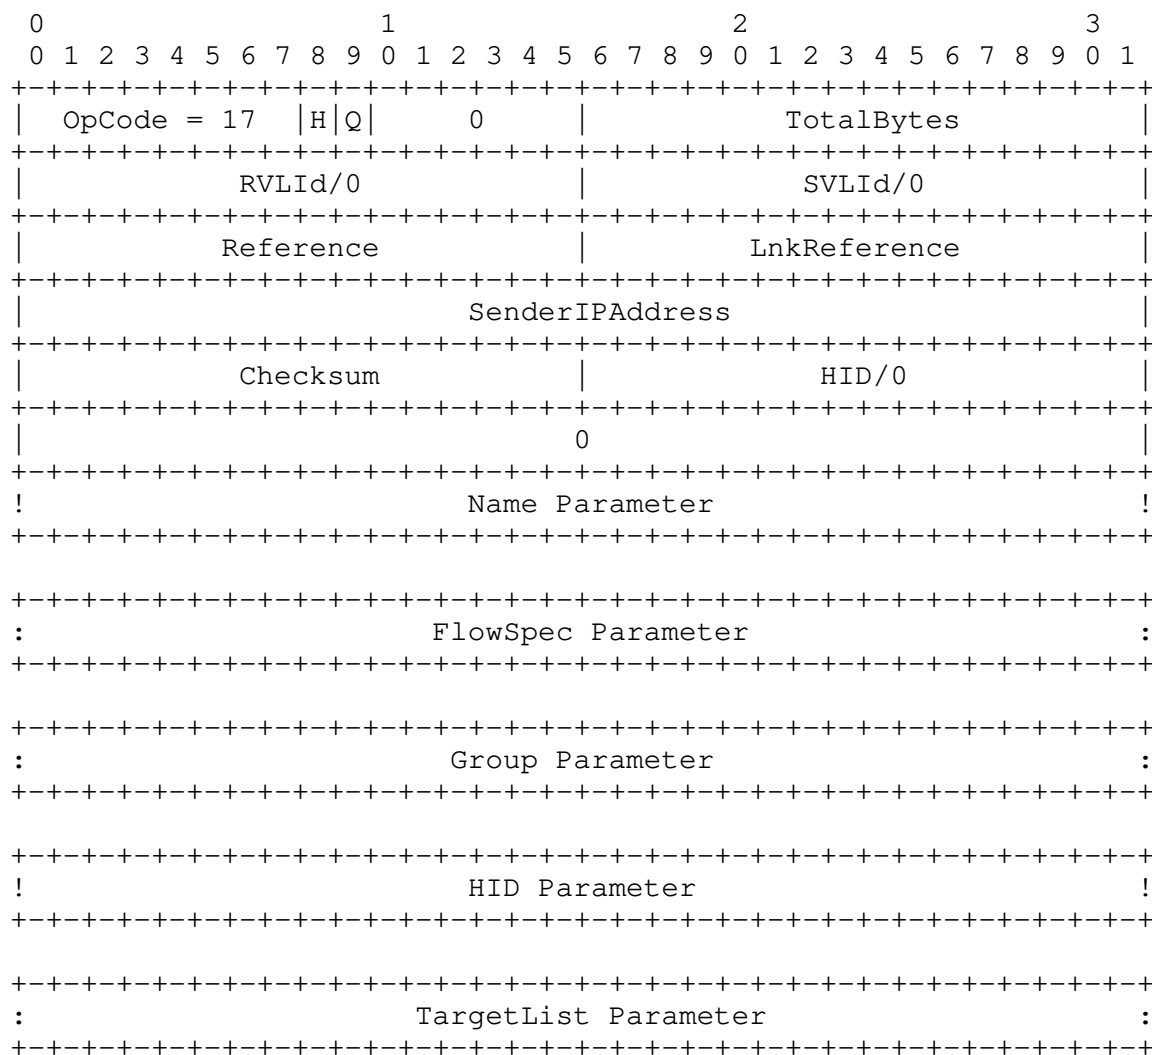 0                   1                   2                   3
 0 1 2 3 4 5 6 7 8 9 0 1 2 3 4 5 6 7 8 9 0 1 2 3 4 5 6 7 8 9 0 1
+-+-+-+-+-+-+-+-+-+-+-+-+-+-+-+-+-+-+-+-+-+-+-+-+-+-+-+-+-+-+-+-+
|  OpCode = 17  |H|Q|     0     |           TotalBytes          |
+-+-+-+-+-+-+-+-+-+-+-+-+-+-+-+-+-+-+-+-+-+-+-+-+-+-+-+-+-+-+-+-+
|            RVLId/0            |            SVLId/0            |
+-+-+-+-+-+-+-+-+-+-+-+-+-+-+-+-+-+-+-+-+-+-+-+-+-+-+-+-+-+-+-+-+
|           Reference           |         LnkReference          |
+-+-+-+-+-+-+-+-+-+-+-+-+-+-+-+-+-+-+-+-+-+-+-+-+-+-+-+-+-+-+-+-+
|                         SenderIPAddress                       |
+-+-+-+-+-+-+-+-+-+-+-+-+-+-+-+-+-+-+-+-+-+-+-+-+-+-+-+-+-+-+-+-+
|            Checksum           |             HID/0             |
+-+-+-+-+-+-+-+-+-+-+-+-+-+-+-+-+-+-+-+-+-+-+-+-+-+-+-+-+-+-+-+-+
|                               0                               |
+-+-+-+-+-+-+-+-+-+-+-+-+-+-+-+-+-+-+-+-+-+-+-+-+-+-+-+-+-+-+-+-+
!                         Name Parameter                        !
+-+-+-+-+-+-+-+-+-+-+-+-+-+-+-+-+-+-+-+-+-+-+-+-+-+-+-+-+-+-+-+-+

+-+-+-+-+-+-+-+-+-+-+-+-+-+-+-+-+-+-+-+-+-+-+-+-+-+-+-+-+-+-+-+-+
:                       FlowSpec Parameter                      :
+-+-+-+-+-+-+-+-+-+-+-+-+-+-+-+-+-+-+-+-+-+-+-+-+-+-+-+-+-+-+-+-+

+-+-+-+-+-+-+-+-+-+-+-+-+-+-+-+-+-+-+-+-+-+-+-+-+-+-+-+-+-+-+-+-+
:                        Group Parameter                        :
+-+-+-+-+-+-+-+-+-+-+-+-+-+-+-+-+-+-+-+-+-+-+-+-+-+-+-+-+-+-+-+-+

+-+-+-+-+-+-+-+-+-+-+-+-+-+-+-+-+-+-+-+-+-+-+-+-+-+-+-+-+-+-+-+-+
!                         HID Parameter                         !
+-+-+-+-+-+-+-+-+-+-+-+-+-+-+-+-+-+-+-+-+-+-+-+-+-+-+-+-+-+-+-+-+

+-+-+-+-+-+-+-+-+-+-+-+-+-+-+-+-+-+-+-+-+-+-+-+-+-+-+-+-+-+-+-+-+
:                      TargetList Parameter                     :
+-+-+-+-+-+-+-+-+-+-+-+-+-+-+-+-+-+-+-+-+-+-+-+-+-+-+-+-+-+-+-+-+